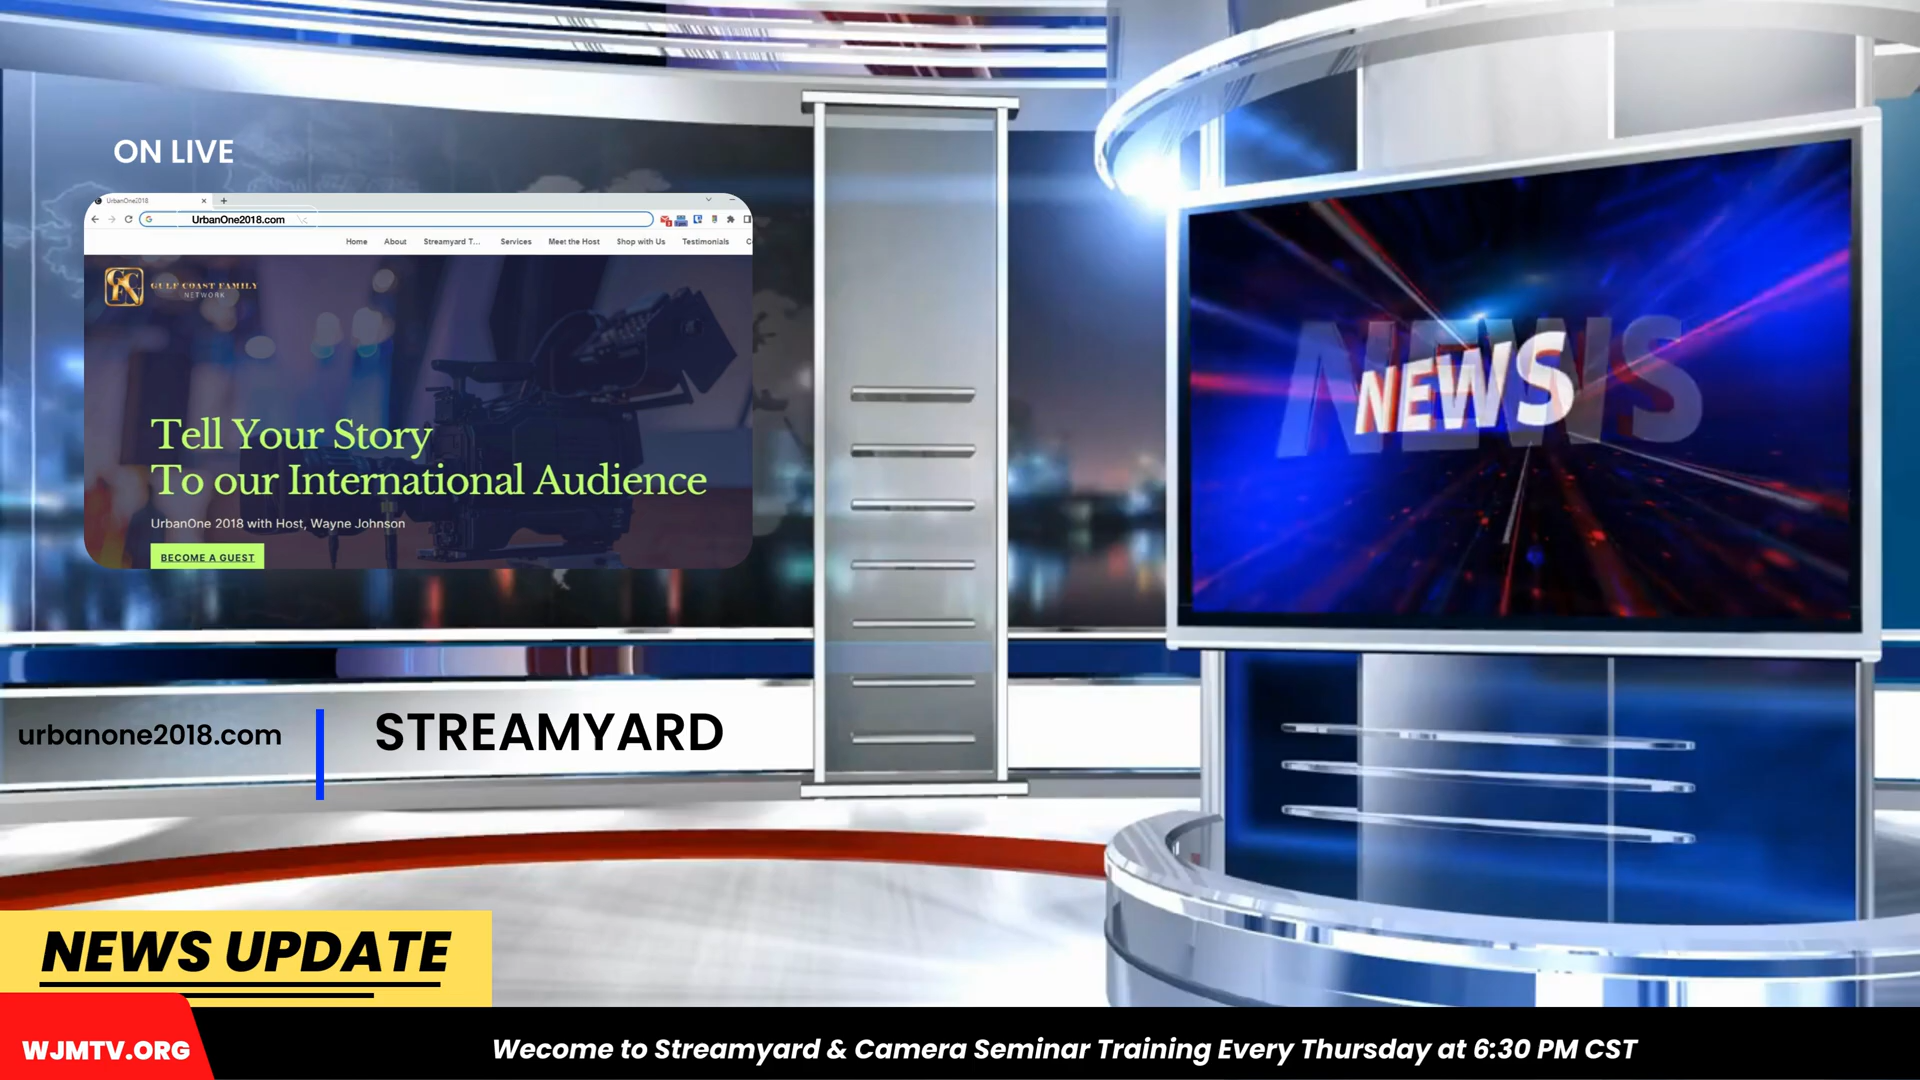 ON LIVE
UrbanOne2018
UrbanOne2018.com
Home About Streamyard T... Services Meet the Host Shop with Us Testimonials
GULF COAST FAMILY
NETWORK
Tell Your Story
To our International Audience
UrbanOne 2018 with Host, Wayne Johnson
BECOME A GUEST
NEWS
NEWS
urbanone2018.com
STREAMYARD
NEWS UPDATE
WJMTV.ORG
Wecome to Streamyard & Camera Seminar Training Every Thursday at 6:30 PM CST